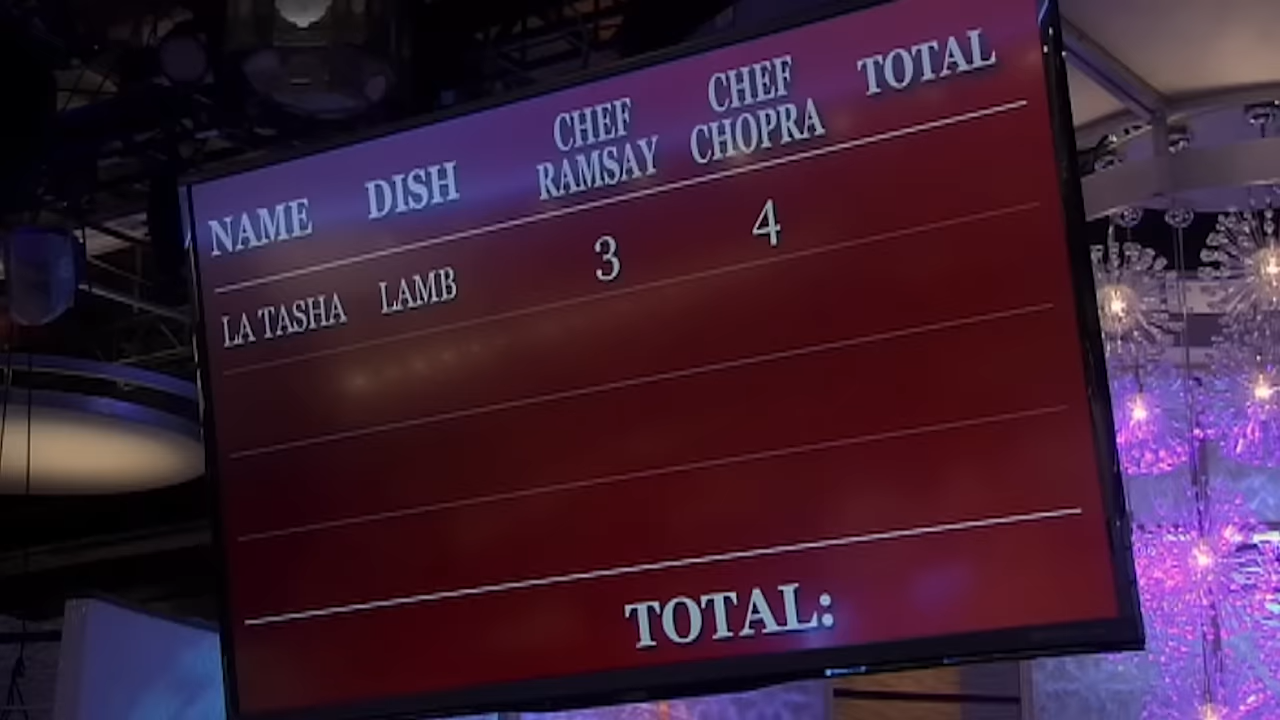 NAME DISH CHEF RAMSAY CHEF CHOPRA TOTAL
LA TASHA LAMB 3 4
TOTAL: